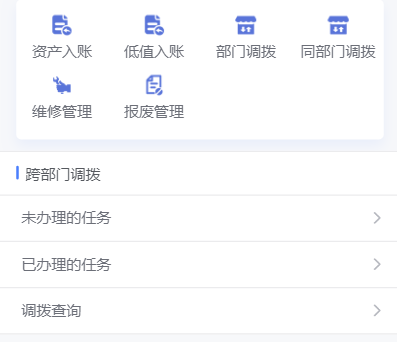 资产入账 低值入账 部门调拨 同部门调拨
维修管理 报废管理
跨部门调拨
未办理的任务
已办理的任务
调拨查询